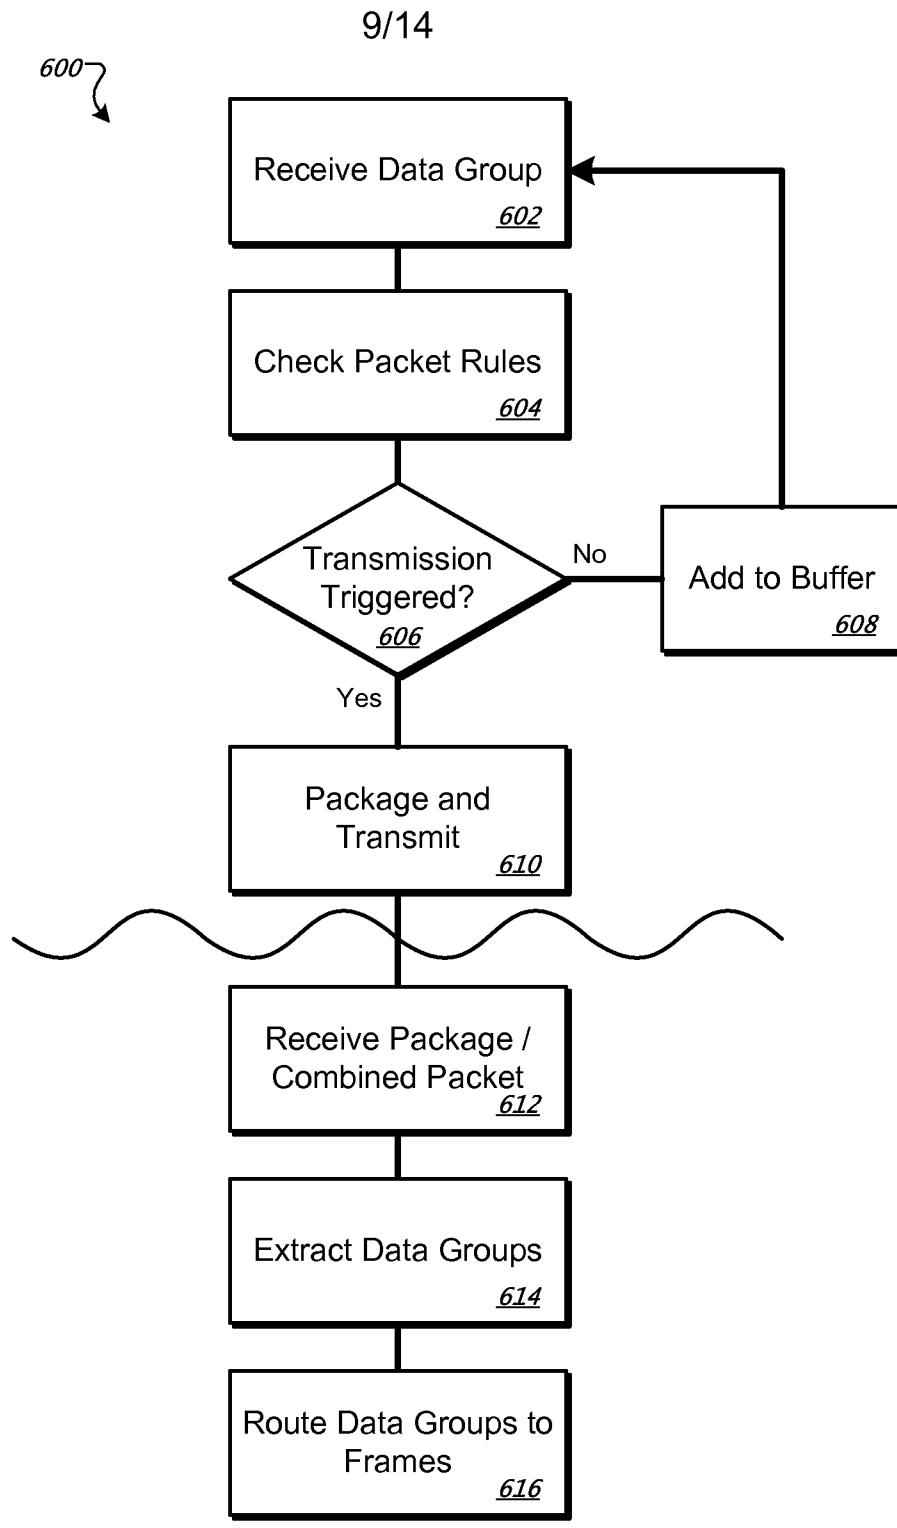 9/14
600
Receive Data Group
602
Check Packet Rules
604
Transmission
Triggered?
606
No
Add to Buffer
608
Yes
Package and
Transmit
610
Receive Package /
Combined Packet
612
Extract Data Groups
614
Route Data Groups to
Frames
616